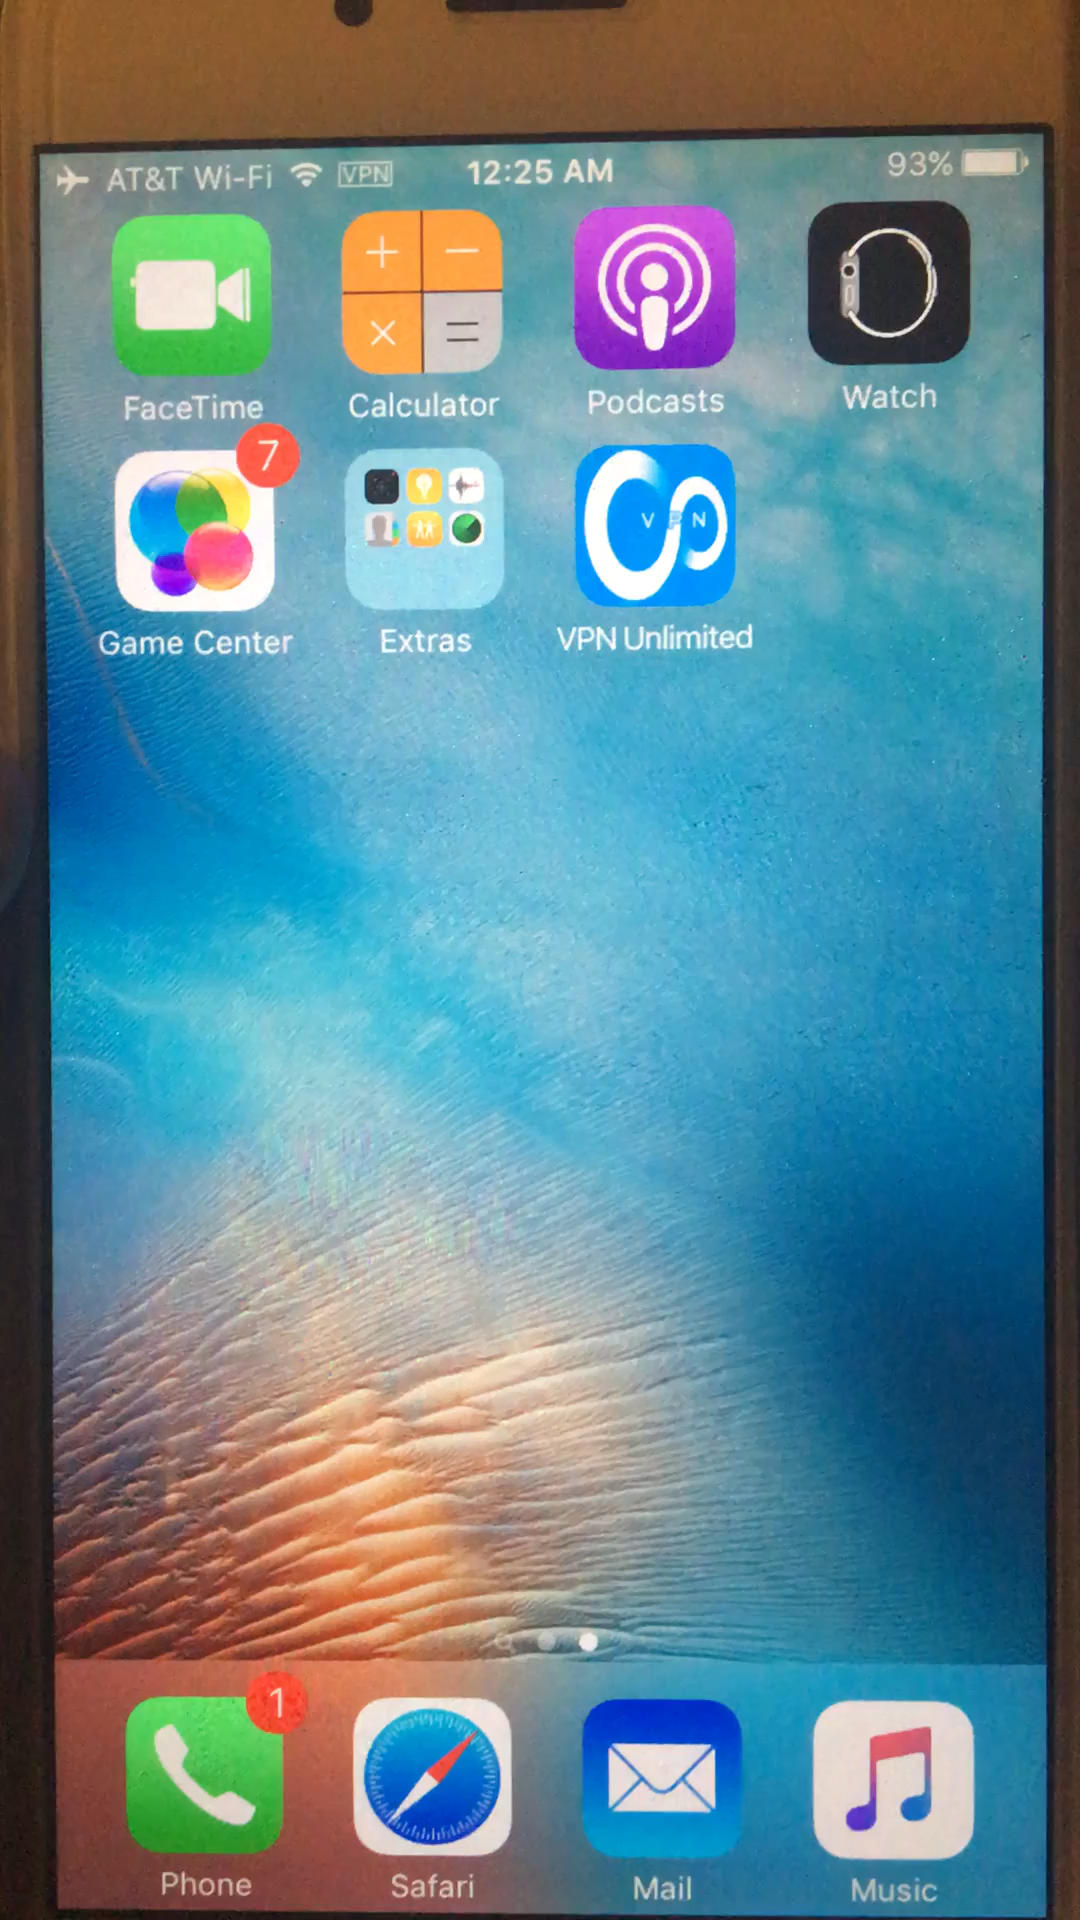 AT&T Wi-Fi VPN 12:25 AM 93%
FaceTime Calculator Podcasts Watch
7
VPN
Game Center Extras VPN Unlimited
1
Phone Safari Mail Music